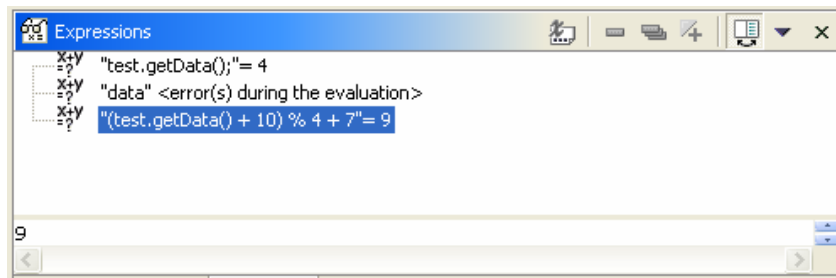 Expressions
"test.getData();"= 4
"data" <error(s) during the evaluation>
"(test.getData() + 10) % 4 + 7"= 9
9